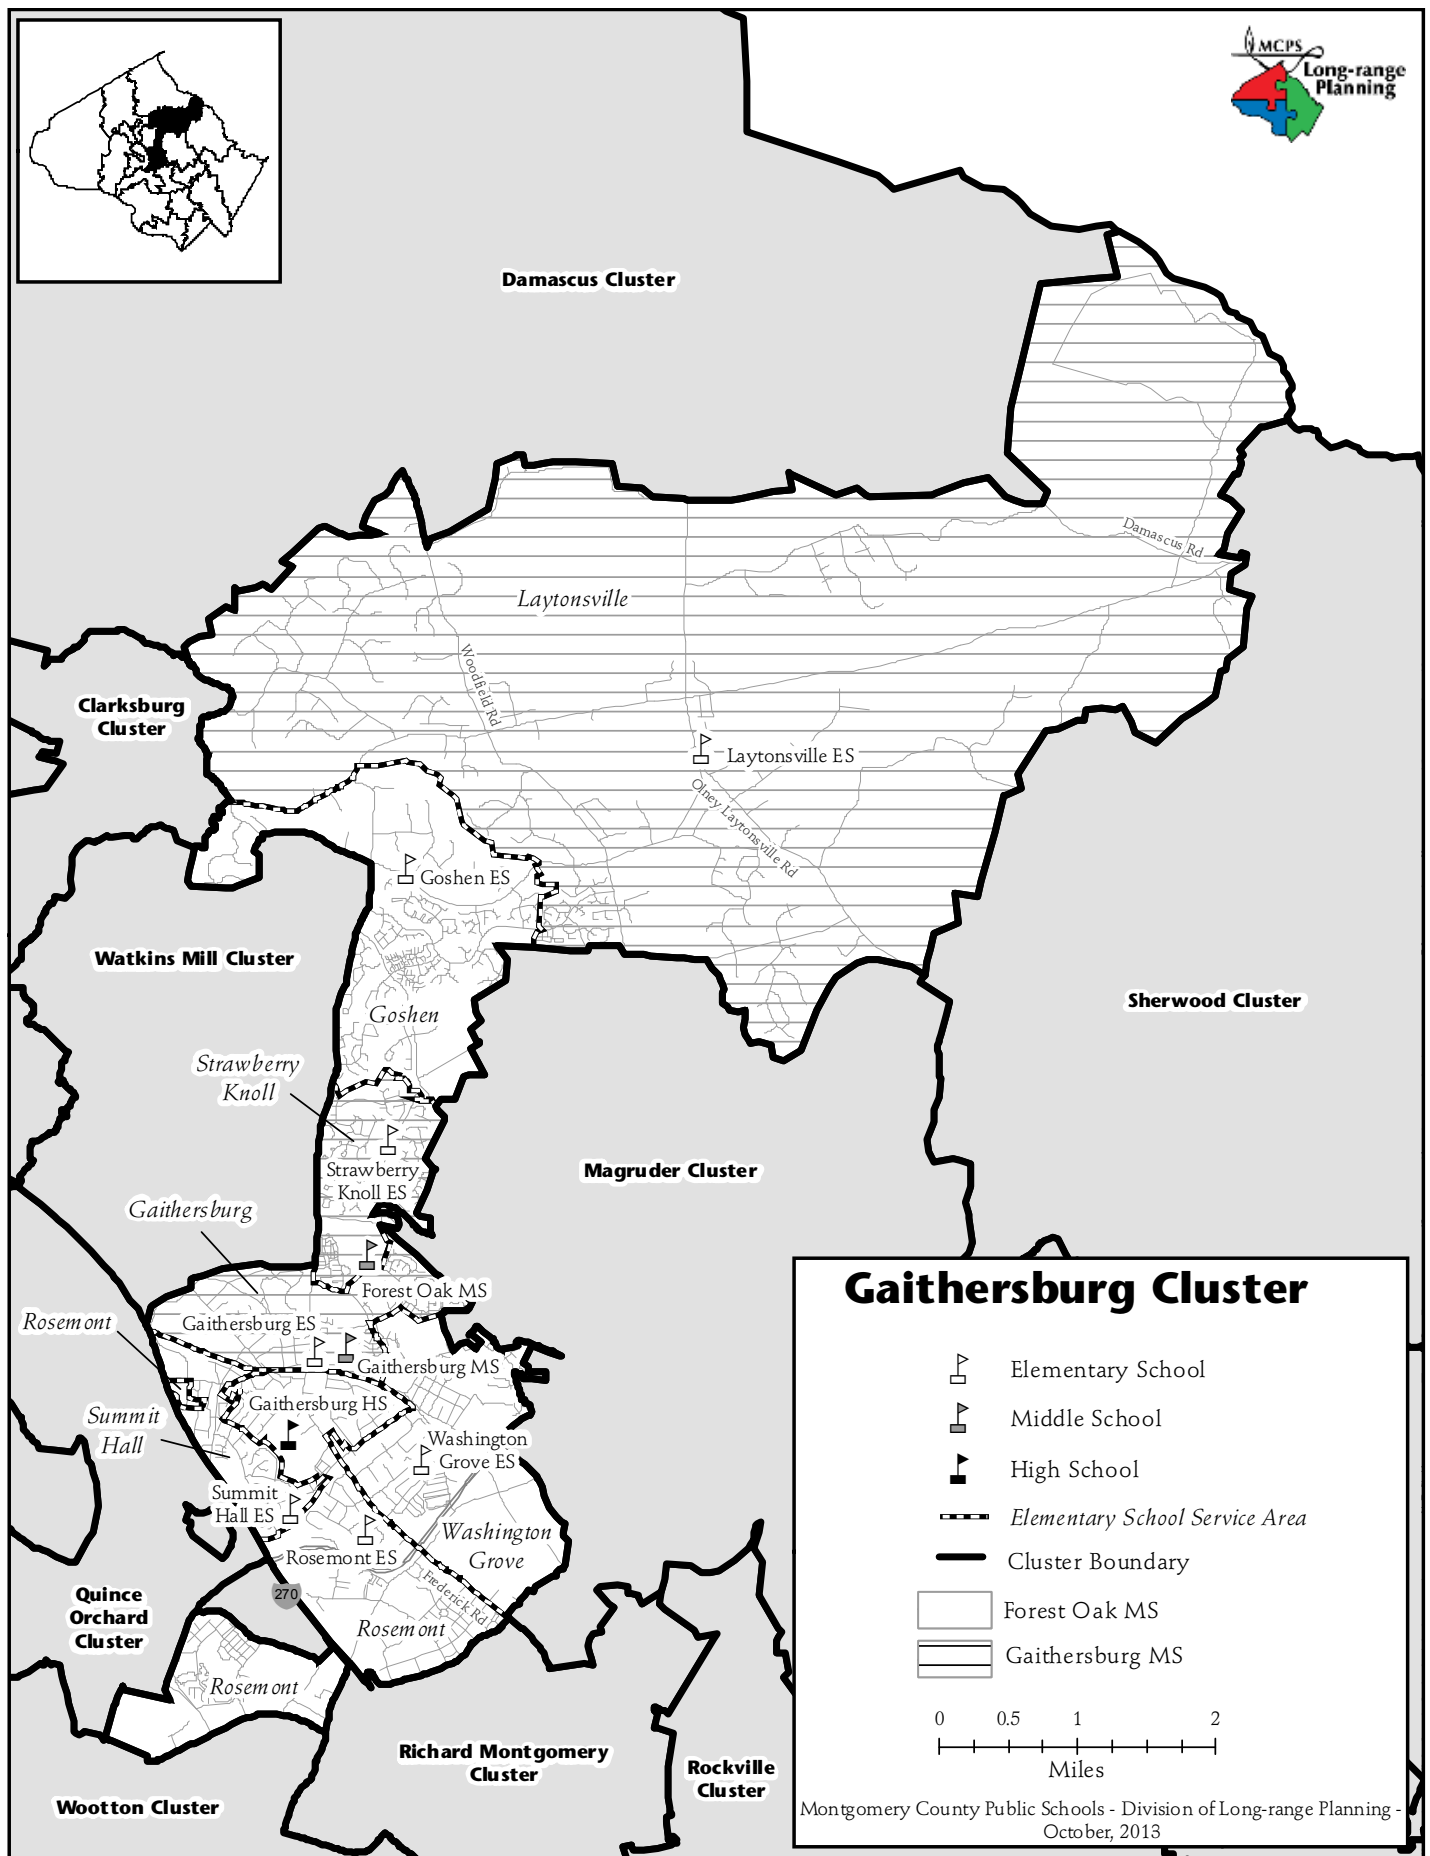 MCPS
Long-range
Planning
Damascus Cluster
Damascus Rd
Laytonsville
Woodfield Rd
Clarksburg
Cluster
Laytonsville ES
Olney Laytonsville Rd
Goshen ES
Watkins Mill Cluster
Sherwood Cluster
Goshen
Strawberry
Knoll
Strawberry
Knoll ES
Magruder Cluster
Gaithersburg
Forest Oak MS
Rosemont
Gaithersburg ES
Gaithersburg MS
Gaithersburg HS
Summit
Hall
Washington
Grove ES
Summit
Hall ES
Washington
Grove
Rosemont ES
Frederick Rd
270
Quince
Orchard
Cluster
Rosemont
Rosemont
Richard Montgomery
Cluster
Rockville
Cluster
Wootton Cluster
Gaithersburg Cluster
Elementary School
Middle School
High School
Elementary School Service Area
Cluster Boundary
Forest Oak MS
Gaithersburg MS
0 0.5 1 2
Miles
Montgomery County Public Schools - Division of Long-range Planning -
October, 2013